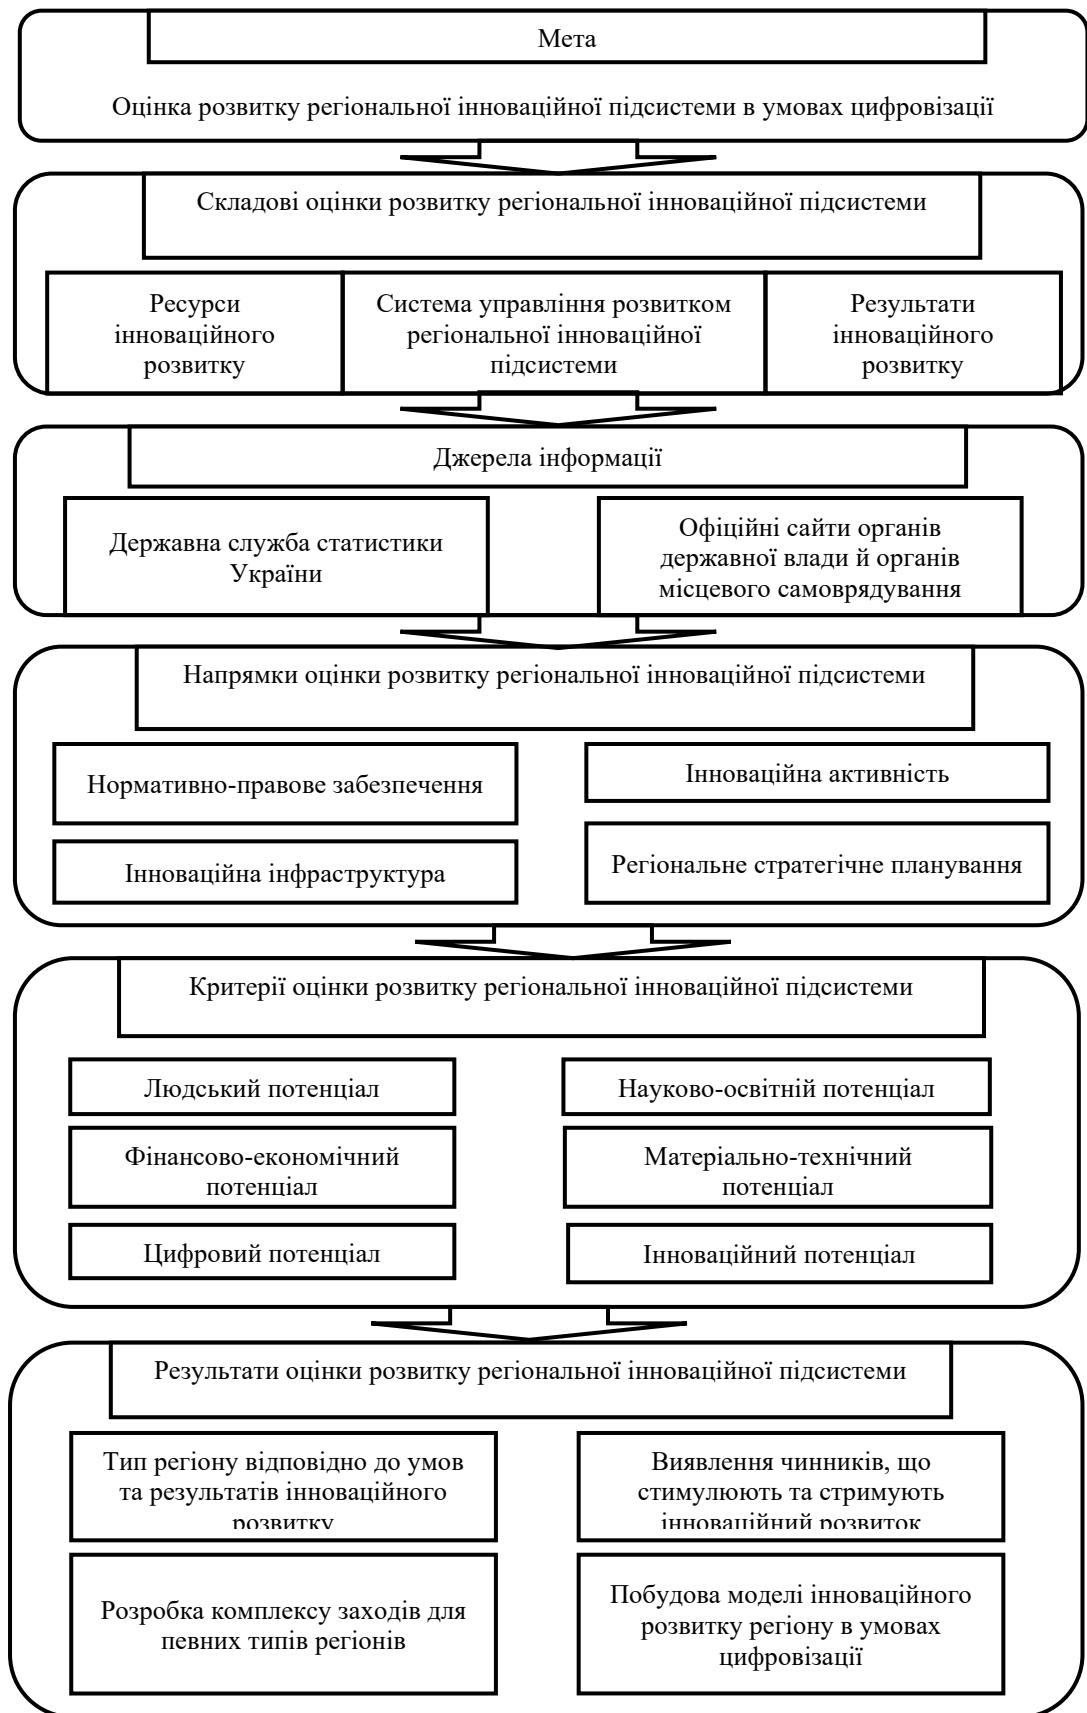 Мета
Оцінка розвитку регіональної інноваційної підсистеми в умовах цифровізації
Складові оцінки розвитку регіональної інноваційної підсистеми
Ресурси
інноваційного
розвитку
Система управління розвитком
регіональної інноваційної
підсистеми
Результати
інноваційного
розвитку
Джерела інформації
Державна служба статистики
України
Офіційні сайти органів
державної влади й органів
місцевого самоврядування
Напрямки оцінки розвитку регіональної інноваційної підсистеми
Нормативно-правове забезпечення
Інноваційна активність
Інноваційна інфраструктура
Регіональне стратегічне планування
Критерії оцінки розвитку регіональної інноваційної підсистеми
Людський потенціал
Науково-освітній потенціал
Фінансово-економічний
потенціал
Матеріально-технічний
потенціал
Цифровий потенціал
Інноваційний потенціал
Результати оцінки розвитку регіональної інноваційної підсистеми
Тип регіону відповідно до умов
та результатів інноваційного
розвитку
Виявлення чинників, що
стимулюють та стримують
інноваційний розвиток
Розробка комплексу заходів для
певних типів регіонів
Побудова моделі інноваційного
розвитку регіону в умовах
цифровізації